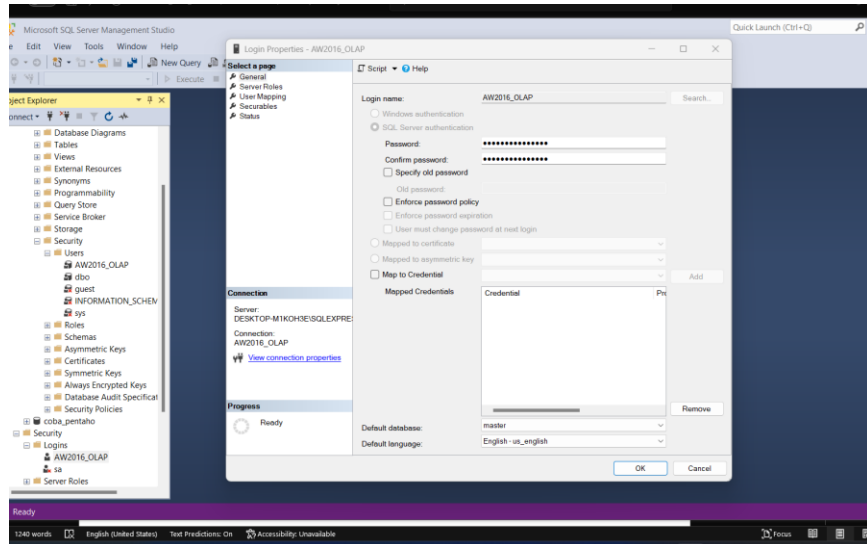 Microsoft SQL Server Management Studio
Quick Launch (Ctrl+Q)
Edit View Tools Window Help
New Query
Execute
ject Explorer
onnect
Database Diagrams
Tables
Views
External Resources
Synonyms
Programmability
Query Store
Service Broker
Storage
Security
Users
AW2016_OLAP
dbo
guest
INFORMATION_SCHEM
sys
Roles
Schemas
Asymmetric Keys
Certificates
Symmetric Keys
Always Encrypted Keys
Database Audit Specificat
Security Policies
coba_pentaho
Security
Logins
AW2016_OLAP
sa
Server Roles
Login Properties - AW2016_OLAP
Select a page
General
Server Roles
User Mapping
Securables
Status
Connection
Server:
DESKTOP-M1KOH3E\SQLEXPRE
Connection:
AW2016_OLAP
View connection properties
Progress
Ready
Script Help
Login name: AW2016_OLAP Search...
Windows authentication
SQL Server authentication
Password: •••••••••••••••
Confirm password: •••••••••••••••
Specify old password
Old password:
Enforce password policy
Enforce password expiration
User must change password at next login
Mapped to certificate
Mapped to asymmetric key
Map to Credential Add
Mapped Credentials Credential Pr
Remove
Default database: master
Default language: English - us_english
OK Cancel
Ready
1240 words English (United States) Text Predictions: On Accessibility: Unavailable Focus